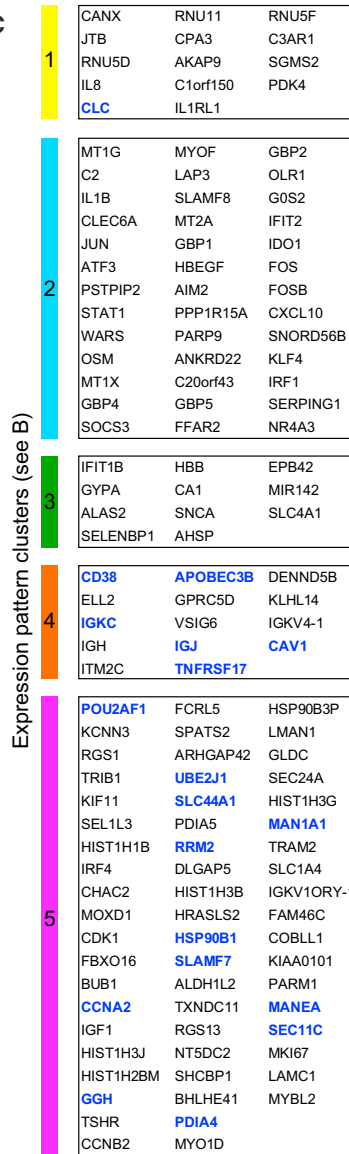 C
Expression pattern clusters (see B)
1
CANX RNU11 RNU5F
JTB CPA3 C3AR1
RNU5D AKAP9 SGMS2
IL8 C1orf150 PDK4
CLC IL1RL1
2
MT1G MYOF GBP2
C2 LAP3 OLR1
IL1B SLAMF8 G0S2
CLEC6A MT2A IFIT2
JUN GBP1 IDO1
ATF3 HBEGF FOS
PSTPIP2 AIM2 FOSB
STAT1 PPP1R15A CXCL10
WARS PARP9 SNORD56B
OSM ANKRD22 KLF4
MT1X C20orf43 IRF1
GBP4 GBP5 SERPING1
SOCS3 FFAR2 NR4A3
3
IFIT1B HBB EPB42
GYPA CA1 MIR142
ALAS2 SNCA SLC4A1
SELENBP1 AHSP
4
CD38 APOBEC3B DENND5B
ELL2 GPRC5D KLHL14
IGKC VSIG6 IGKV4-1
IGH IGJ CAV1
ITM2C TNFRSF17
5
POU2AF1 FCRL5 HSP90B3P
KCNN3 SPATS2 LMAN1
RGS1 ARHGAP42 GLDC
TRIB1 UBE2J1 SEC24A
KIF11 SLC44A1 HIST1H3G
SEL1L3 PDIA5 MAN1A1
HIST1H1B RRM2 TRAM2
IRF4 DLGAP5 SLC1A4
CHAC2 HIST1H3B IGKV1ORY-
MOXD1 HRASLS2 FAM46C
CDK1 HSP90B1 COBLL1
FBXO16 SLAMF7 KIAA0101
BUB1 ALDH1L2 PARM1
CCNA2 TXNDC11 MANEA
IGF1 RGS13 SEC11C
HIST1H3J NT5DC2 MKI67
HIST1H2BM SHCBP1 LAMC1
GGH BHLHE41 MYBL2
TSHR PDIA4
CCNB2 MYO1D